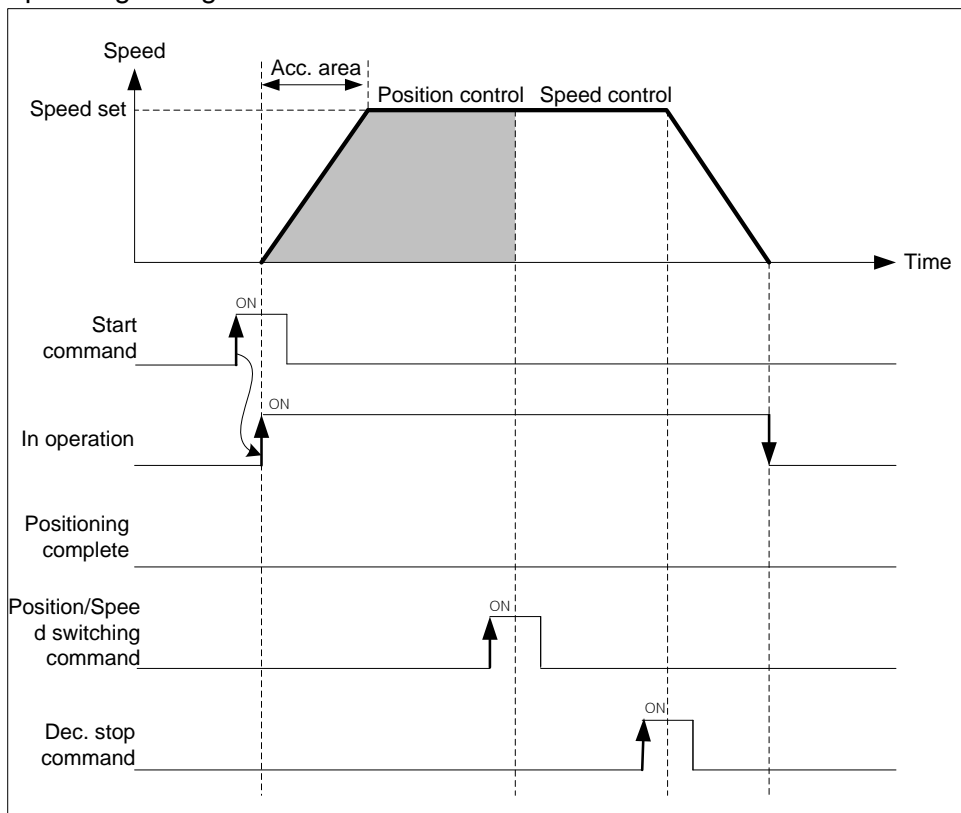 Speed
Acc. area
Speed set
Position control
Speed control
Time
ON
Start
command
ON
In operation
Positioning
complete
Position/Spee
d switching
command
ON
Dec. stop
command
ON